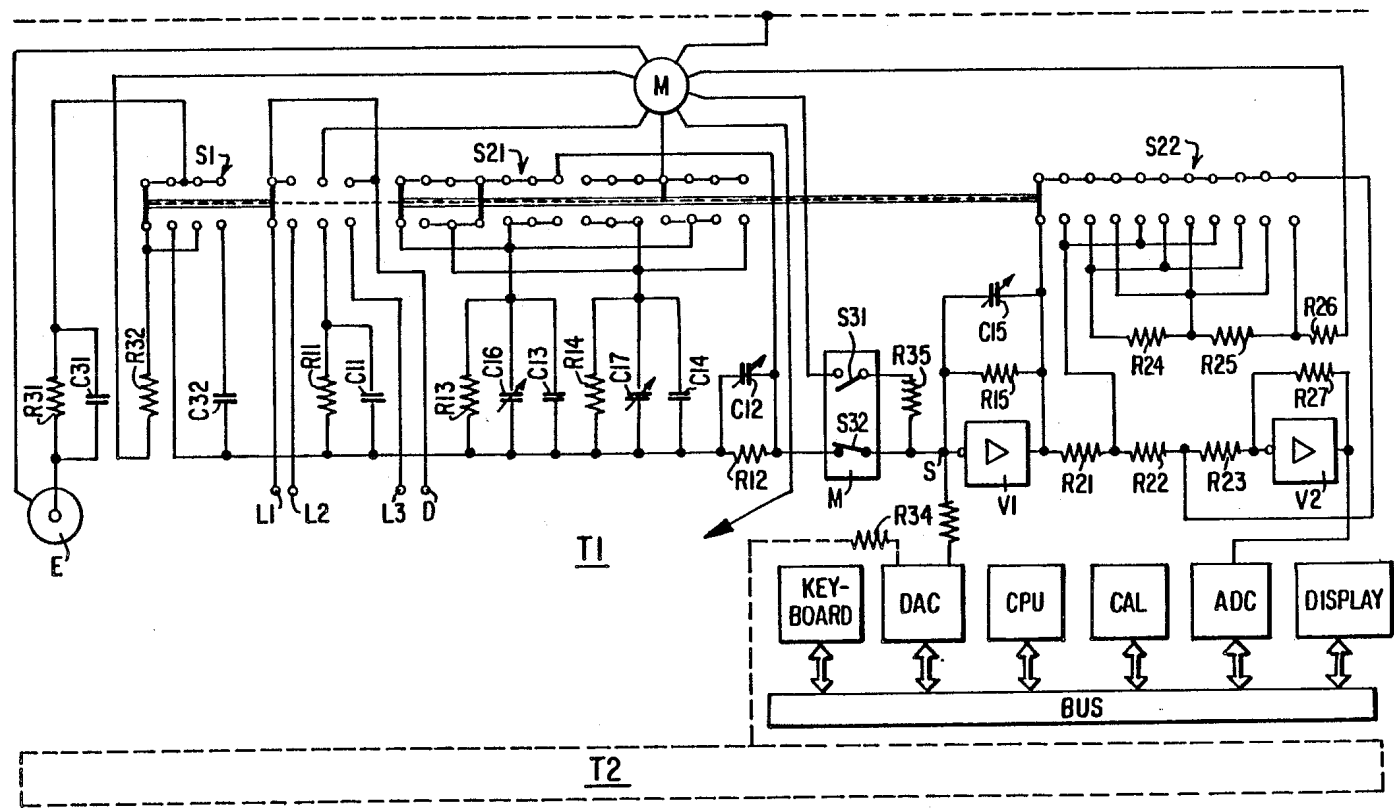 M
S1
S21
S22
R31
C31
R32
C32
R11
C11
R13
C16
C13
R14
C17
C14
C12
R12
S31
S32
R35
M
C15
R15
S
V1
R21
R22
R23
R24
R25
R26
R27
V2
E
L1
L2
L3
D
T1
R34
KEY-
BOARD
DAC
CPU
CAL
ADC
DISPLAY
BUS
T2